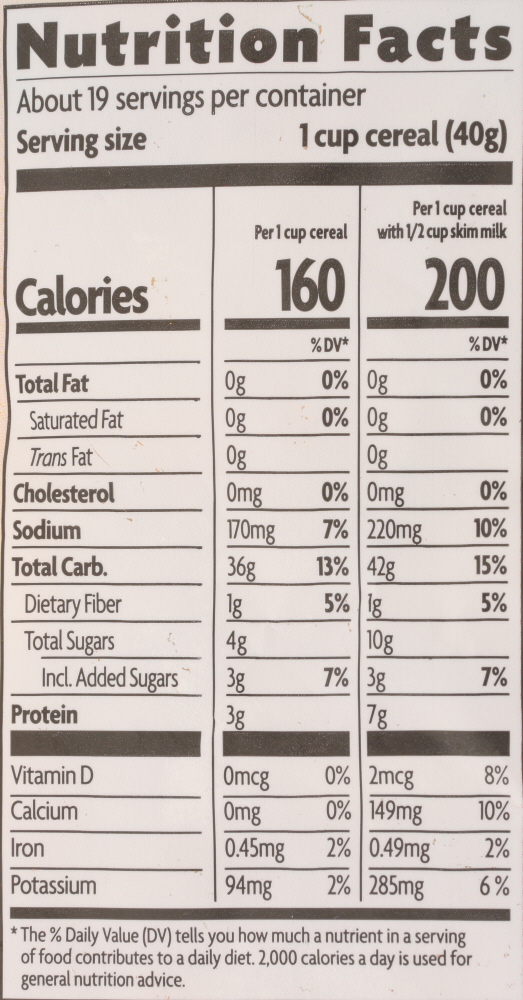 Nutrition Facts
About 19 servings per container
Serving size 1 cup cereal (40g)
Per 1 cup cereal
Per 1 cup cereal
with 1/2 cup skim milk
Calories 160 200
% DV* % DV*
Total Fat 0g 0% 0g 0%
Saturated Fat 0g 0% 0g 0%
Trans Fat 0g 0g
Cholesterol 0mg 0% 0mg 0%
Sodium 170mg 7% 220mg 10%
Total Carb. 36g 13% 42g 15%
Dietary Fiber 1g 5% 1g 5%
Total Sugars 4g 10g
Incl. Added Sugars 3g 7% 3g 7%
Protein 3g 7g
Vitamin D 0mcg 0% 2mcg 8%
Calcium 0mg 0% 149mg 10%
Iron 0.45mg 2% 0.49mg 2%
Potassium 94mg 2% 285mg 6%
* The % Daily Value (DV) tells you how much a nutrient in a serving
of food contributes to a daily diet. 2,000 calories a day is used for
general nutrition advice.